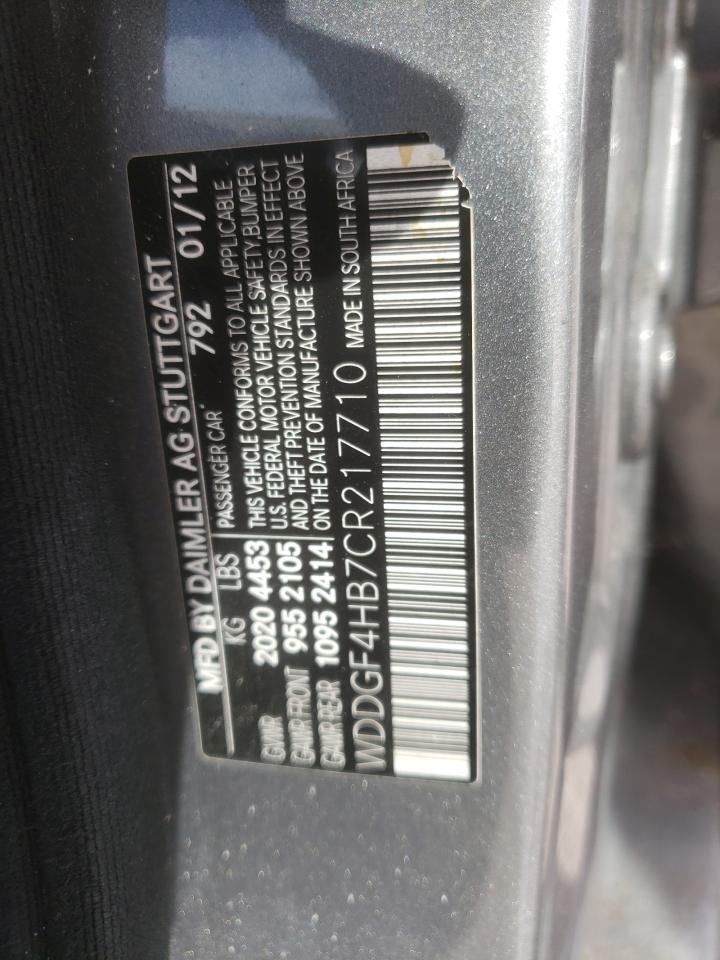 MFD BY DAIMLER AG STUTTGART
KG LBS PASSENGER CAR 792 01/12
GWR 2020 4453 THIS VEHICLE CONFORMS TO ALL APPLICABLE
U.S. FEDERAL MOTOR VEHICLE SAFETY, BUMPER
GAWR FRONT 955 2105 AND THEFT PREVENTION STANDARDS IN EFFECT
GAWR REAR 1095 2414 ON THE DATE OF MANUFACTURE SHOWN ABOVE
WDDGF4HB7CR217710 MADE IN SOUTH AFRICA